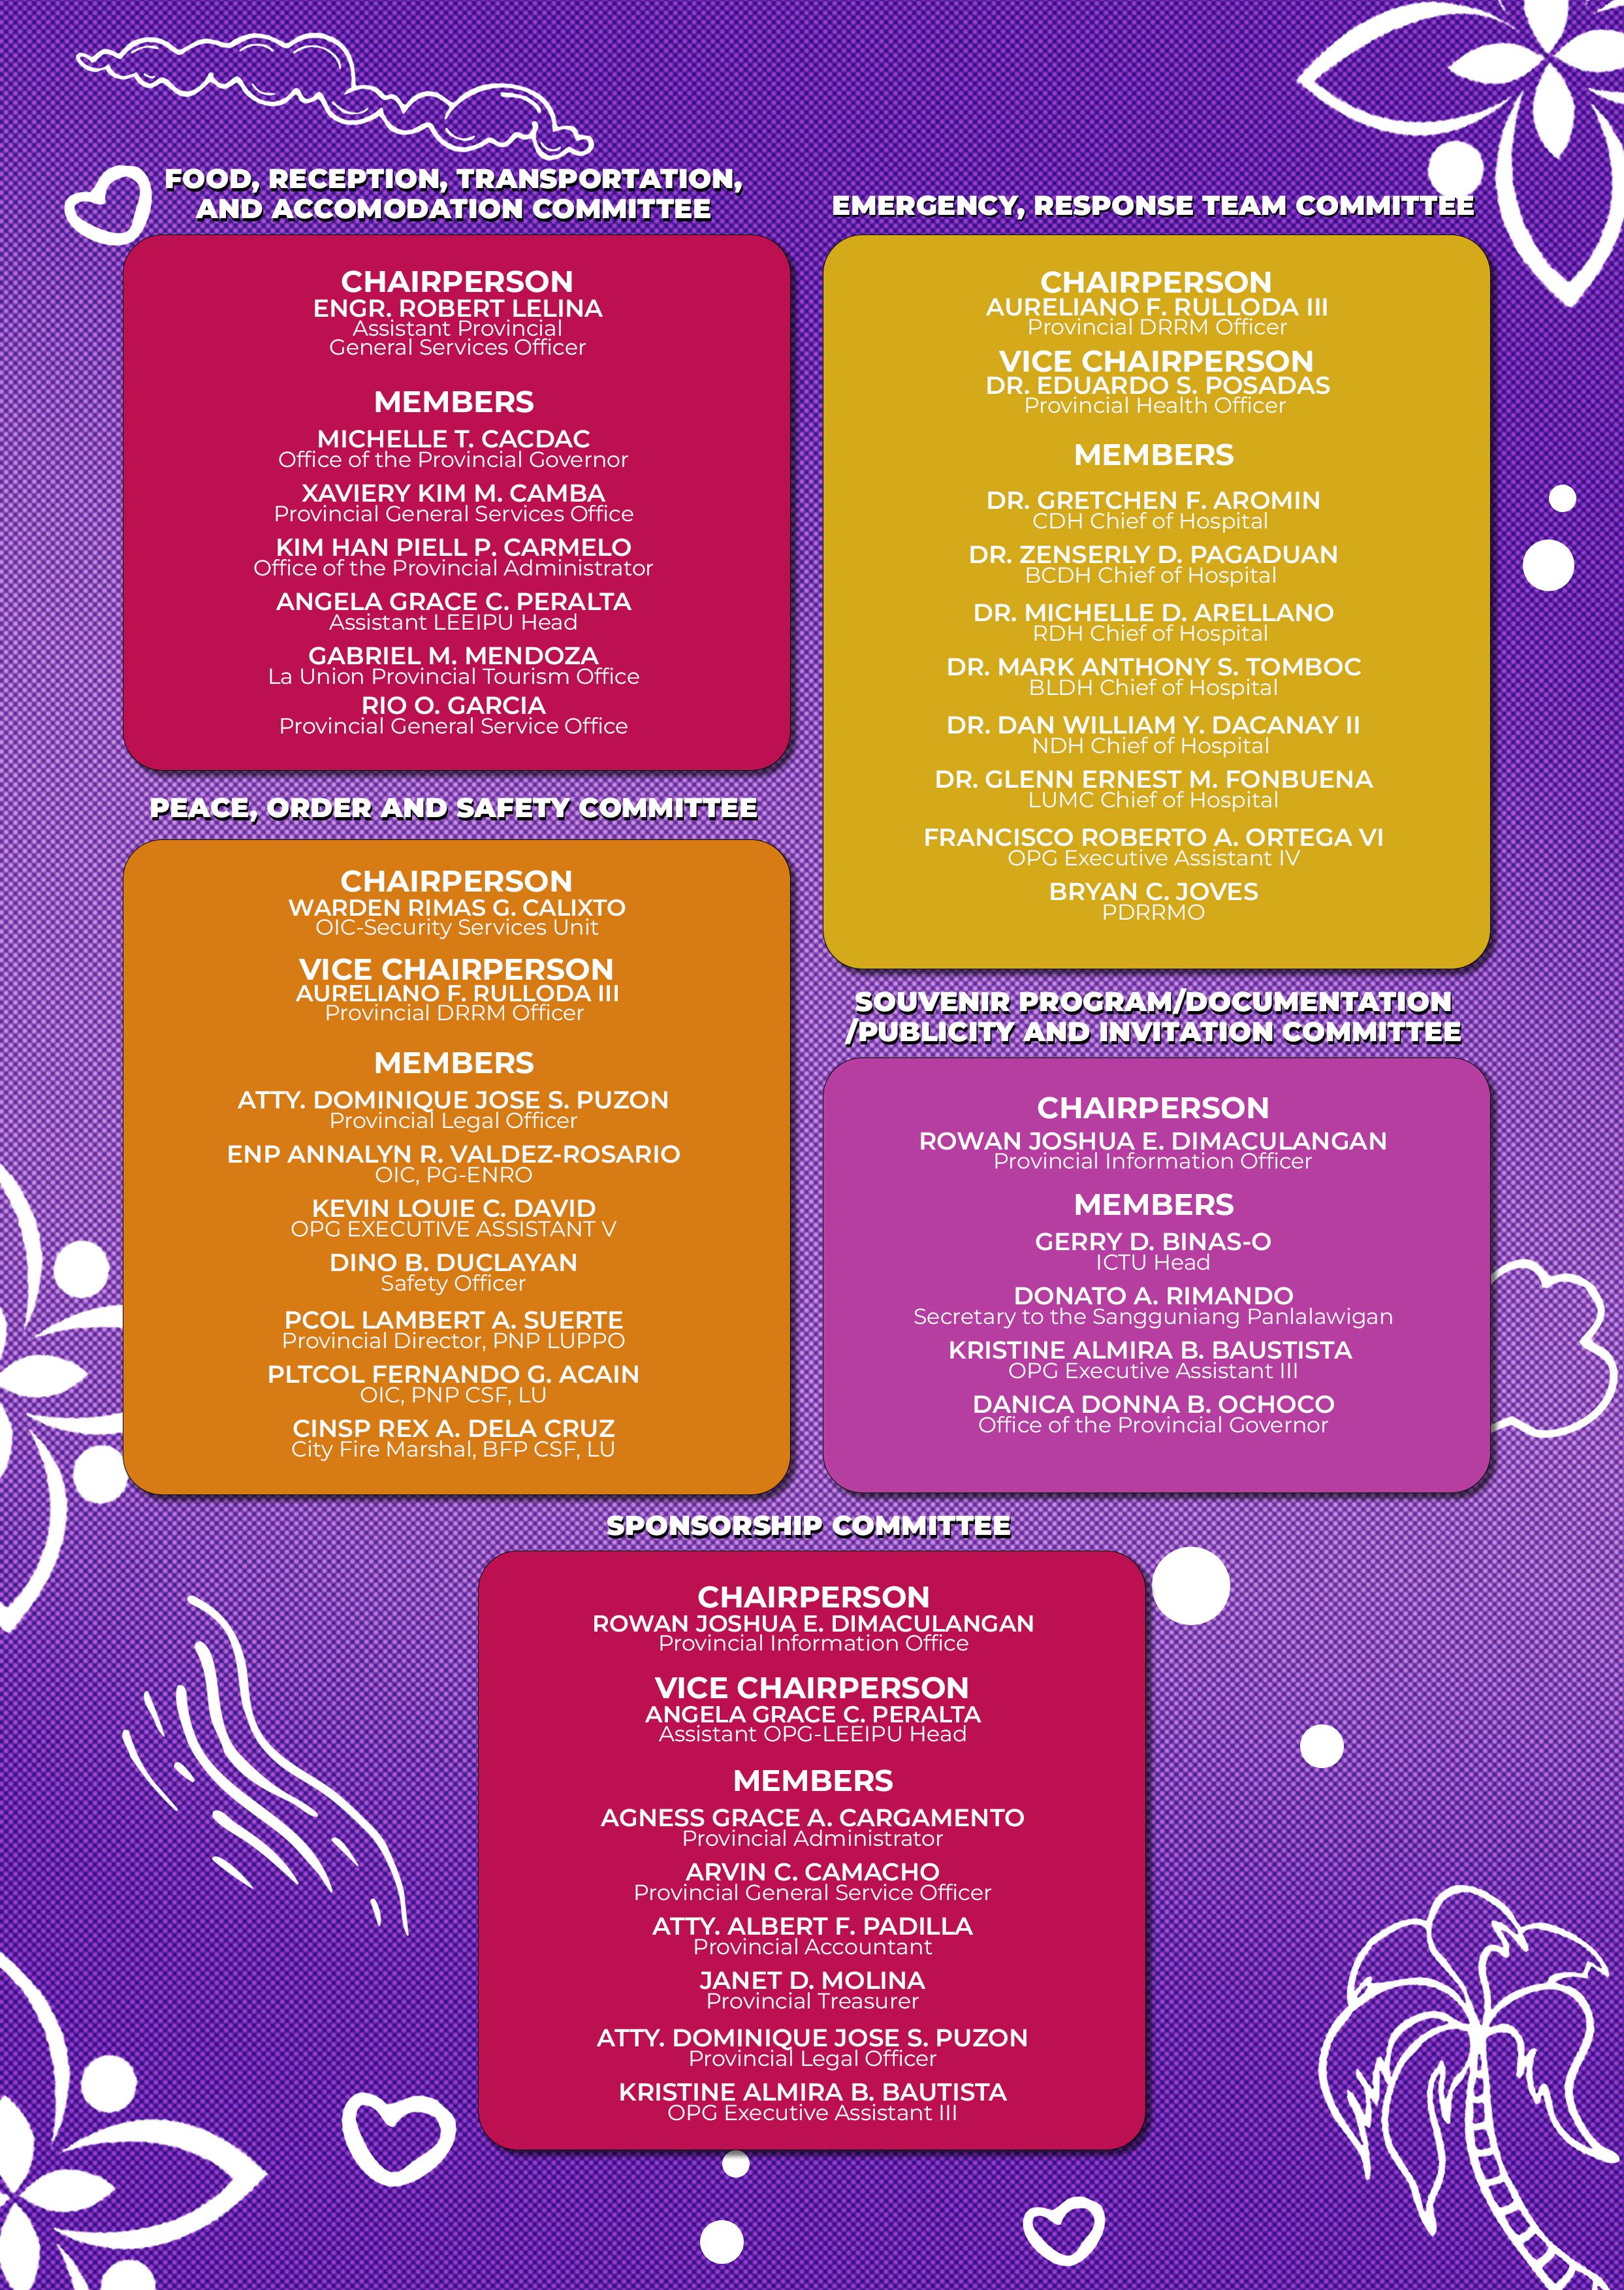 FOOD, RECEPTION, TRANSPORTATION,
AND ACCOMODATION COMMITTEE
CHAIRPERSON
ENGR. ROBERT LELINA
Assistant Provincial
General Services Officer
MEMBERS
MICHELLE T. CACDAC
Office of the Provincial Governor
XAVIERY KIM M. CAMBA
Provincial General Services Office
KIM HAN PIELL P. CARMELO
Office of the Provincial Administrator
ANGELA GRACE C. PERALTA
Assistant LEEIPU Head
GABRIEL M. MENDOZA
La Union Provincial Tourism Office
RIO O. GARCIA
Provincial General Service Office
PEACE, ORDER AND SAFETY COMMITTEE
CHAIRPERSON
WARDEN RIMAS G. CALIXTO
OIC-Security Services Unit
VICE CHAIRPERSON
AURELIANO F. RULLODA III
Provincial DRRM Officer
MEMBERS
ATTY. DOMINIQUE JOSE S. PUZON
Provincial Legal Officer
ENP ANNALYN R. VALDEZ-ROSARIO
OIC, PG-ENRO
KEVIN LOUIE C. DAVID
OPG EXECUTIVE ASSISTANT V
DINO B. DUCLAYAN
Safety Officer
PCOL LAMBERT A. SUERTE
Provincial Director, PNP LUPPO
PLTCOL FERNANDO G. ACAIN
OIC, PNP CSF, LU
CINSP REX A. DELA CRUZ
City Fire Marshal, BFP CSF, LU
EMERGENCY, RESPONSE TEAM COMMITTEE
CHAIRPERSON
AURELIANO F. RULLODA III
Provincial DRRM Officer
VICE CHAIRPERSON
DR. EDUARDO S. POSADAS
Provincial Health Officer
MEMBERS
DR. GRETCHEN F. AROMIN
CDH Chief of Hospital
DR. ZENSERLY D. PAGADUAN
BCDH Chief of Hospital
DR. MICHELLE D. ARELLANO
RDH Chief of Hospital
DR. MARK ANTHONY S. TOMBOC
BLDH Chief of Hospital
DR. DAN WILLIAM Y. DACANAY II
NDH Chief of Hospital
DR. GLENN ERNEST M. FONBUENA
LUMC Chief of Hospital
FRANCISCO ROBERTO A. ORTEGA VI
OPG Executive Assistant IV
BRYAN C. JOVES
PDRRMO
SOUVENIR PROGRAM/DOCUMENTATION
/PUBLICITY AND INVITATION COMMITTEE
CHAIRPERSON
ROWAN JOSHUA E. DIMACULANGAN
Provincial Information Officer
MEMBERS
GERRY D. BINAS-O
ICTU Head
DONATO A. RIMANDO
Secretary to the Sangguniang Panlalawigan
KRISTINE ALMIRA B. BAUSTISTA
OPG Executive Assistant III
DANICA DONNA B. OCHOCO
Office of the Provincial Governor
SPONSORSHIP COMMITTEE
CHAIRPERSON
ROWAN JOSHUA E. DIMACULANGAN
Provincial Information Office
VICE CHAIRPERSON
ANGELA GRACE C. PERALTA
Assistant OPG-LEEIPU Head
MEMBERS
AGNESS GRACE A. CARGAMENTO
Provincial Administrator
ARVIN C. CAMACHO
Provincial General Service Officer
ATTY. ALBERT F. PADILLA
Provincial Accountant
JANET D. MOLINA
Provincial Treasurer
ATTY. DOMINIQUE JOSE S. PUZON
Provincial Legal Officer
KRISTINE ALMIRA B. BAUTISTA
OPG Executive Assistant III